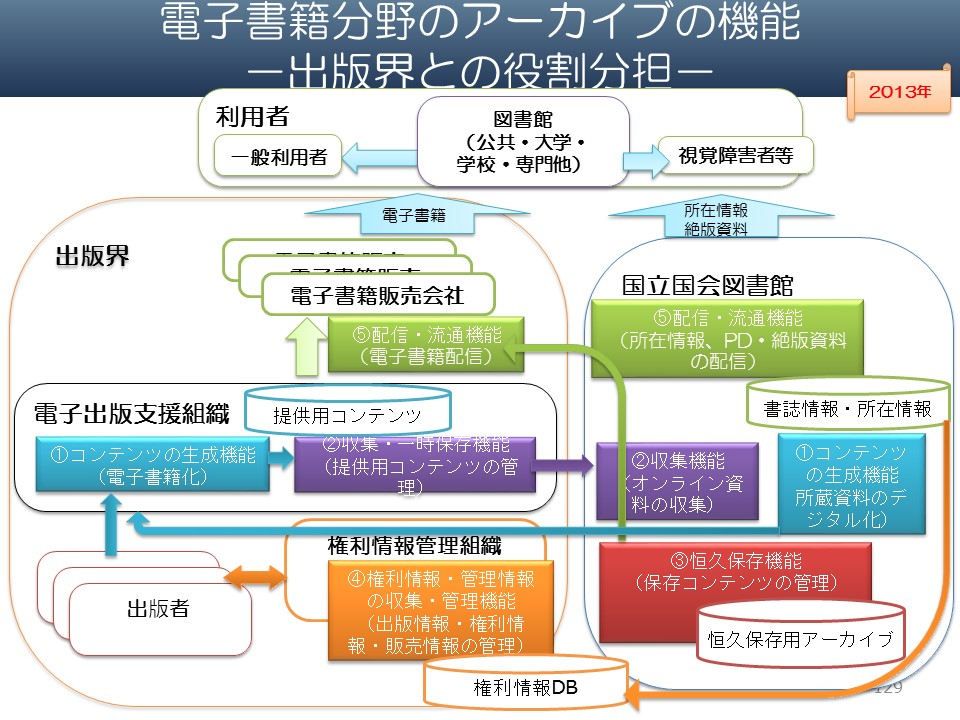 電子書籍分野のアーカイブの機能
－出版界との役割分担－
2013年
利用者
一般利用者
図書館
（公共・大学・
学校・専門他）
視覚障害者等
電子書籍
所在情報
絶版資料
出版界
電子書籍販売
電子書籍販売会社
国立国会図書館
⑤配信・流通機能
（電子書籍配信）
⑤配信・流通機能
（所在情報、PD・絶版資料
の配信）
電子出版支援組織
提供用コンテンツ
書誌情報・所在情報
①コンテンツの生成機能
（電子書籍化）
②収集・一時保存機能
（提供用コンテンツの管
理）
②収集機能
（オンライン資
料の収集）
①コンテンツ
の生成機能
所蔵資料のデ
ジタル化）
権利情報管理組織
③恒久保存機能
（保存コンテンツの管理）
④権利情報・管理情報
の収集・管理機能
（出版情報・権利情
報・販売情報の管理）
出版者
恒久保存用アーカイブ
権利情報DB
129